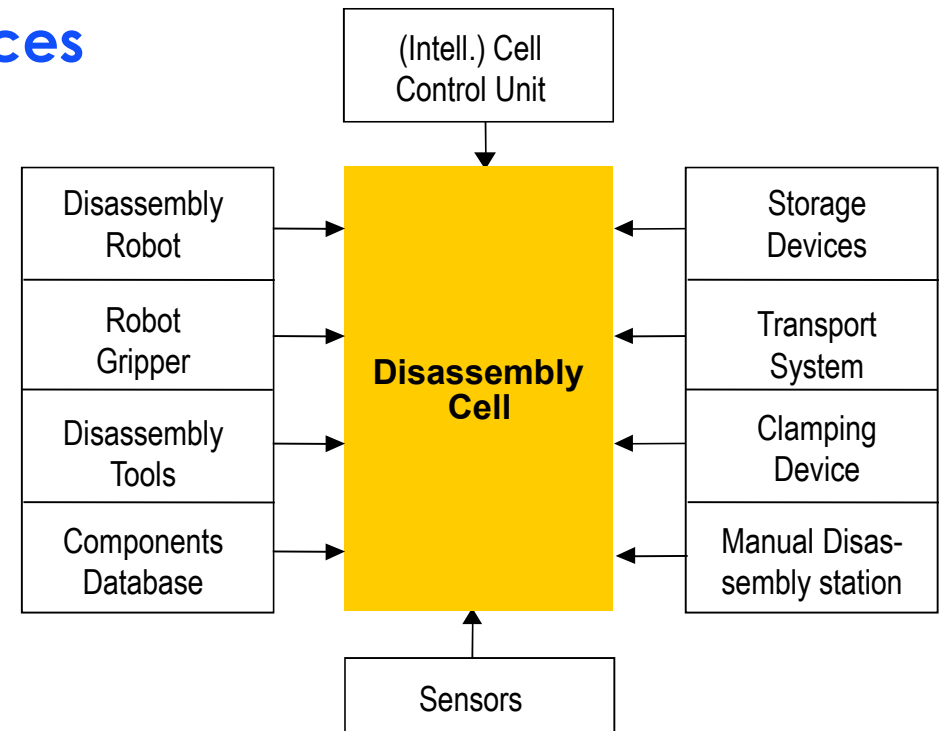 ces
(Intell.) Cell
Control Unit
Disassembly
Robot
Robot
Gripper
Disassembly
Tools
Components
Database
Disassembly
Cell
Storage
Devices
Transport
System
Clamping
Device
Manual Disas-
sembly station
Sensors